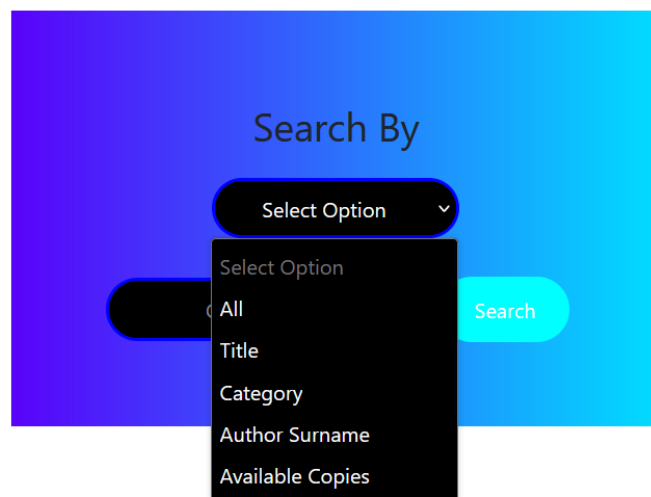 Search By
Select Option
Select Option
All
Search
Title
Category
Author Surname
Available Copies